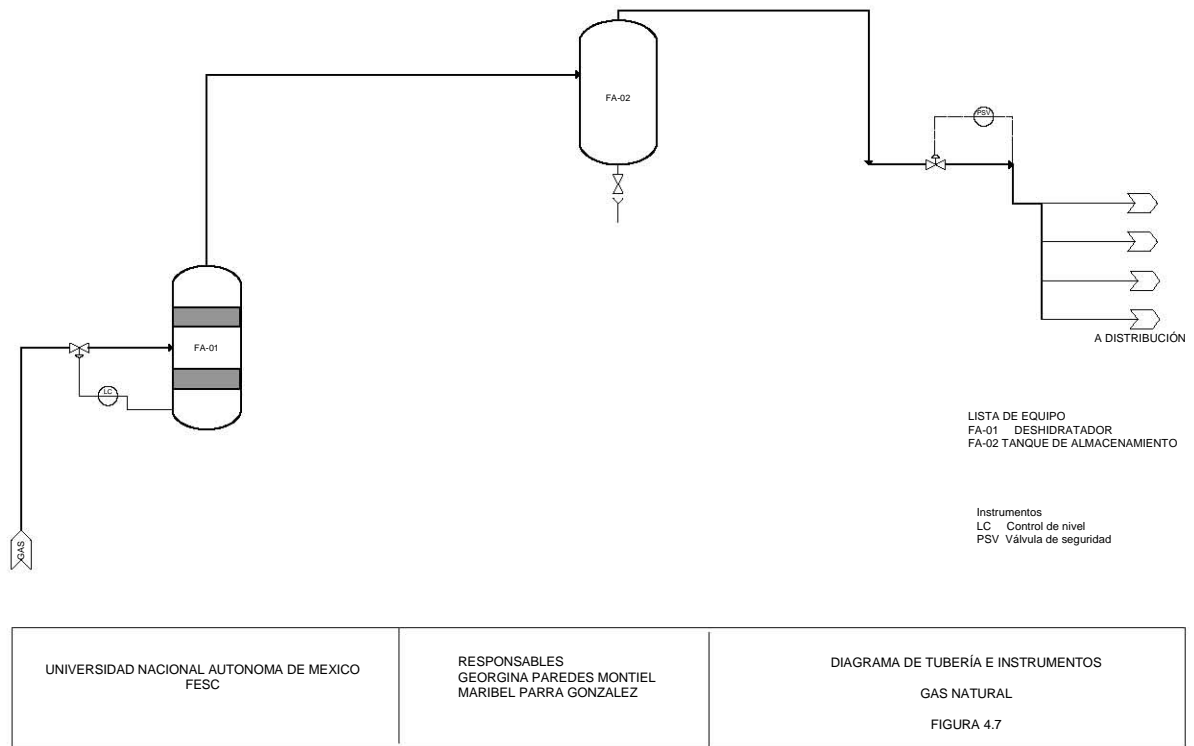 FA-02
PSV
FA-01
LC
A DISTRIBUCIÓN
GAS
LISTA DE EQUIPO
FA-01 DESHIDRATADOR
FA-02 TANQUE DE ALMACENAMIENTO
Instrumentos
LC Control de nivel
PSV Válvula de seguridad
UNIVERSIDAD NACIONAL AUTONOMA DE MEXICO
FESC
RESPONSABLES
GEORGINA PAREDES MONTIEL
MARIBEL PARRA GONZALEZ
DIAGRAMA DE TUBERÍA E INSTRUMENTOS
GAS NATURAL
FIGURA 4.7